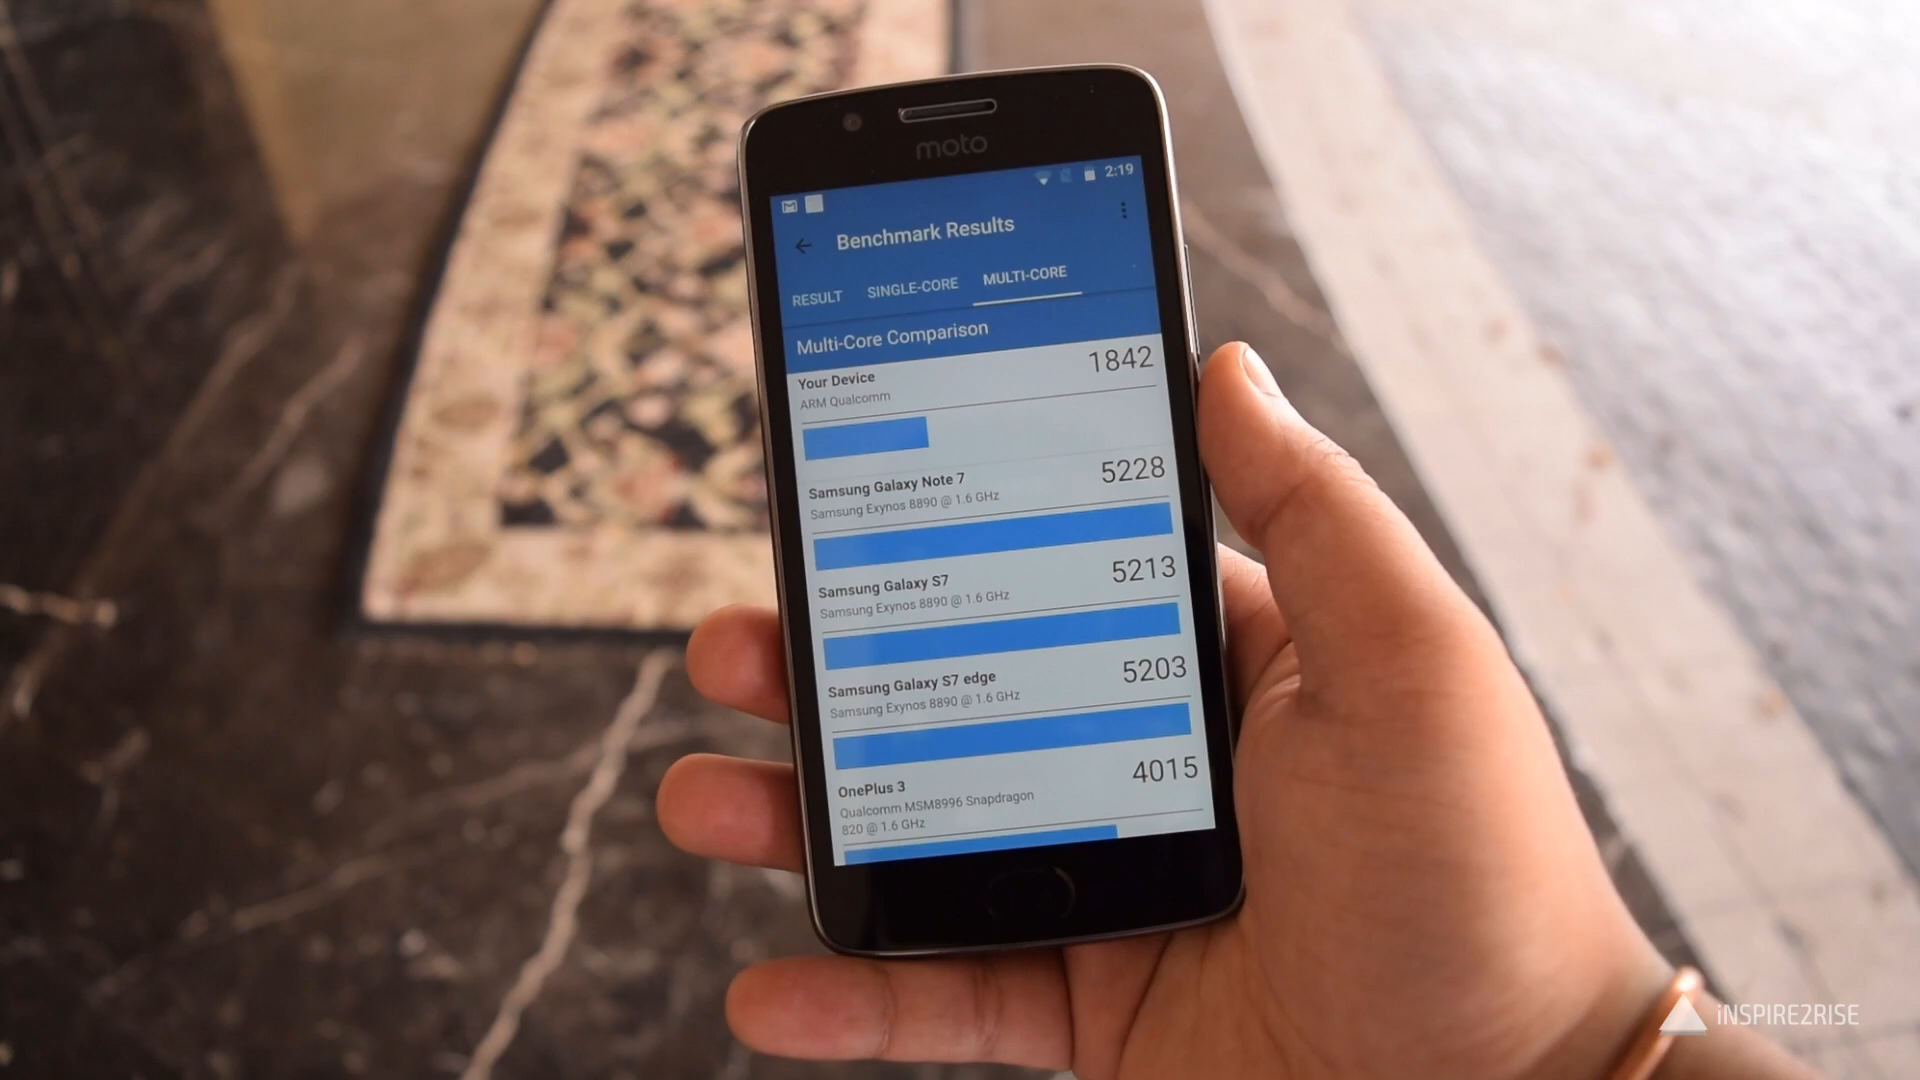 moto
2:19
Benchmark Results
RESULT SINGLE-CORE MULTI-CORE
Multi-Core Comparison
Your Device 1842
ARM Qualcomm
Samsung Galaxy Note 7 5228
Samsung Exynos 8890 @ 1.6 GHz
Samsung Galaxy S7 5213
Samsung Exynos 8890 @ 1.6 GHz
Samsung Galaxy S7 edge 5203
Samsung Exynos 8890 @ 1.6 GHz
OnePlus 3 4015
Qualcomm MSM8996 Snapdragon
820 @ 1.6 GHz
iNSPIRE2RISE